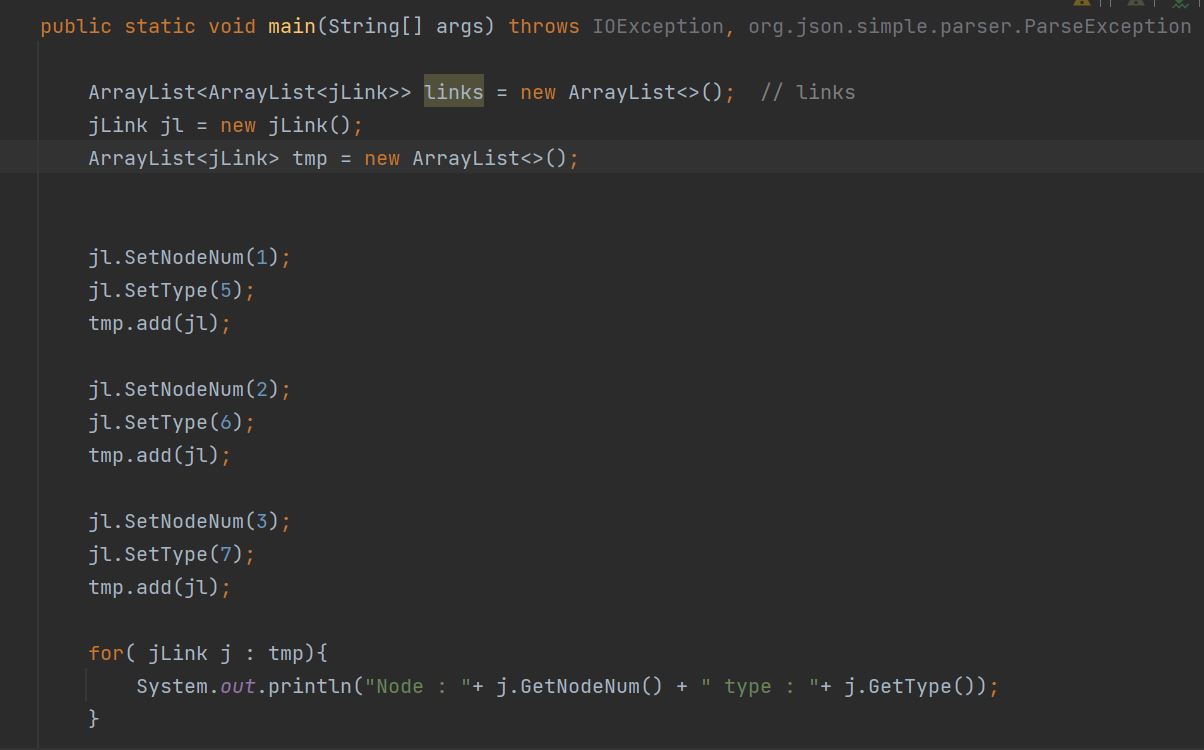 public static void main(String[] args) throws IOException, org.json.simple.parser.ParseException
ArrayList<ArrayList<jLink>> links = new ArrayList<>();  // links
jLink jl = new jLink();
ArrayList<jLink> tmp = new ArrayList<>();
jl.SetNodeNum(1);
jl.SetType(5);
tmp.add(jl);
jl.SetNodeNum(2);
jl.SetType(6);
tmp.add(jl);
jl.SetNodeNum(3);
jl.SetType(7);
tmp.add(jl);
for( jLink j : tmp){
System.out.println("Node : "+ j.GetNodeNum() + " type : "+ j.GetType());
}